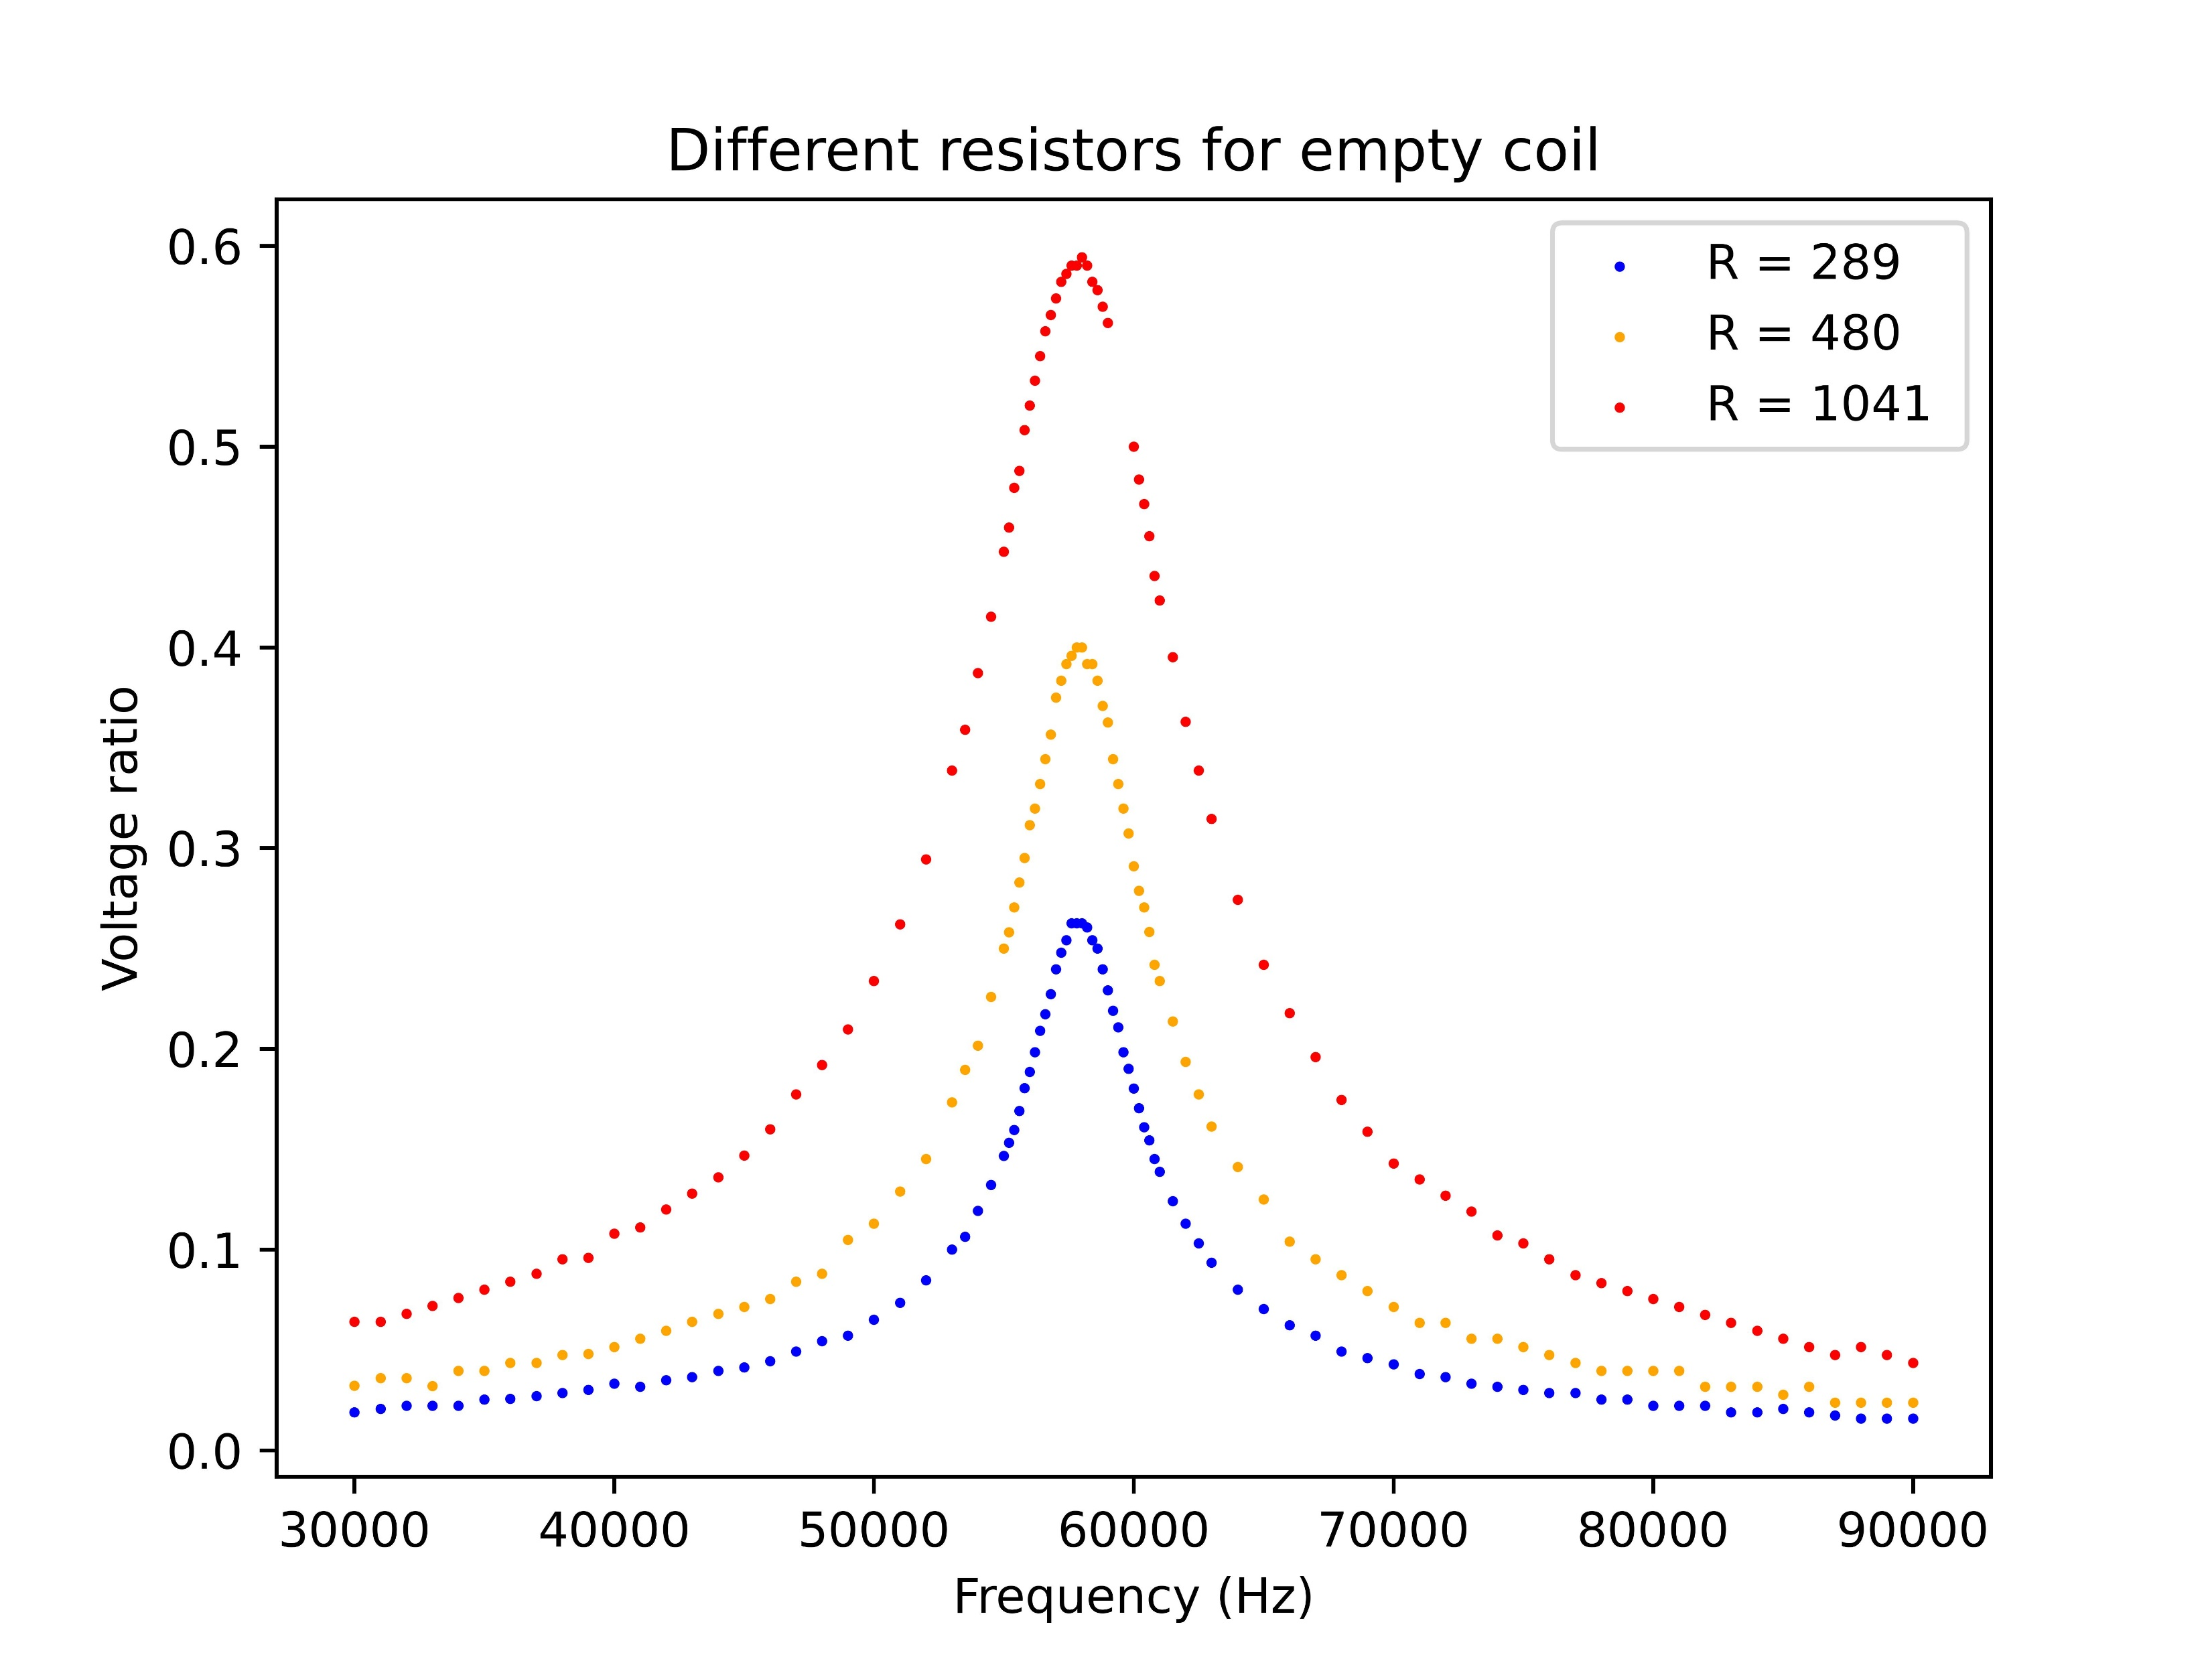 Different resistors for empty coil
R = 289
R = 480
R = 1041
0.6
0.5
0.4
0.3
0.2
0.1
0.0
Voltage ratio
30000 40000 50000 60000 70000 80000 90000
Frequency (Hz)